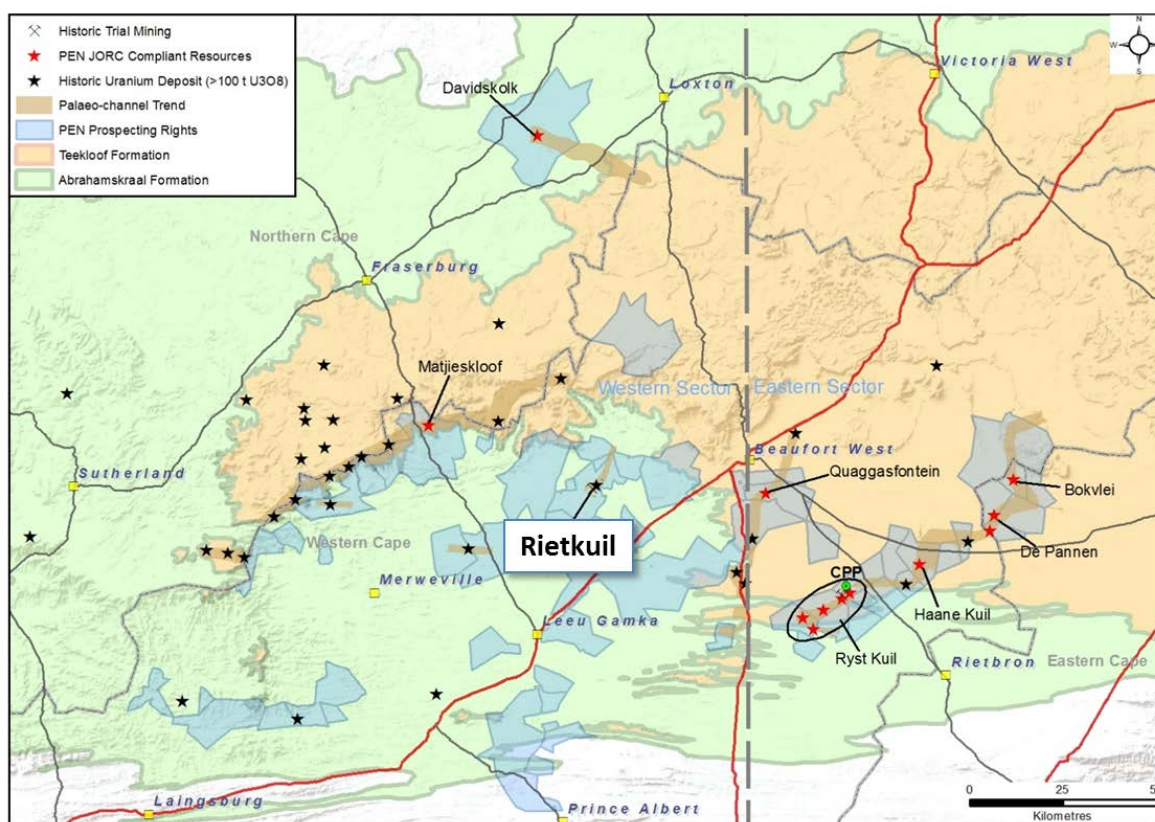 Historic Trial Mining
PEN JORC Compliant Resources
Historic Uranium Deposit (>100 t U3O8)
Palaeo-channel Trend
PEN Prospecting Rights
Teekloof Formation
Abrahamskraal Formation
N
W E
S
Victoria West
Davidskolk
Loxton
Northern Cape
Fraserburg
Matjieskloof
Western Sector
Eastern Sector
Beaufort West
Sutherland
Quaggasfontein
Bokvlei
Rietkuil
De Pannen
Western Cape
CPP
Merweville
Haane Kuil
Leeu Gamka
Ryst Kuil
Rietbron
Eastern Cape
Laingsburg
Prince Albert
0 25 5
Kilometres